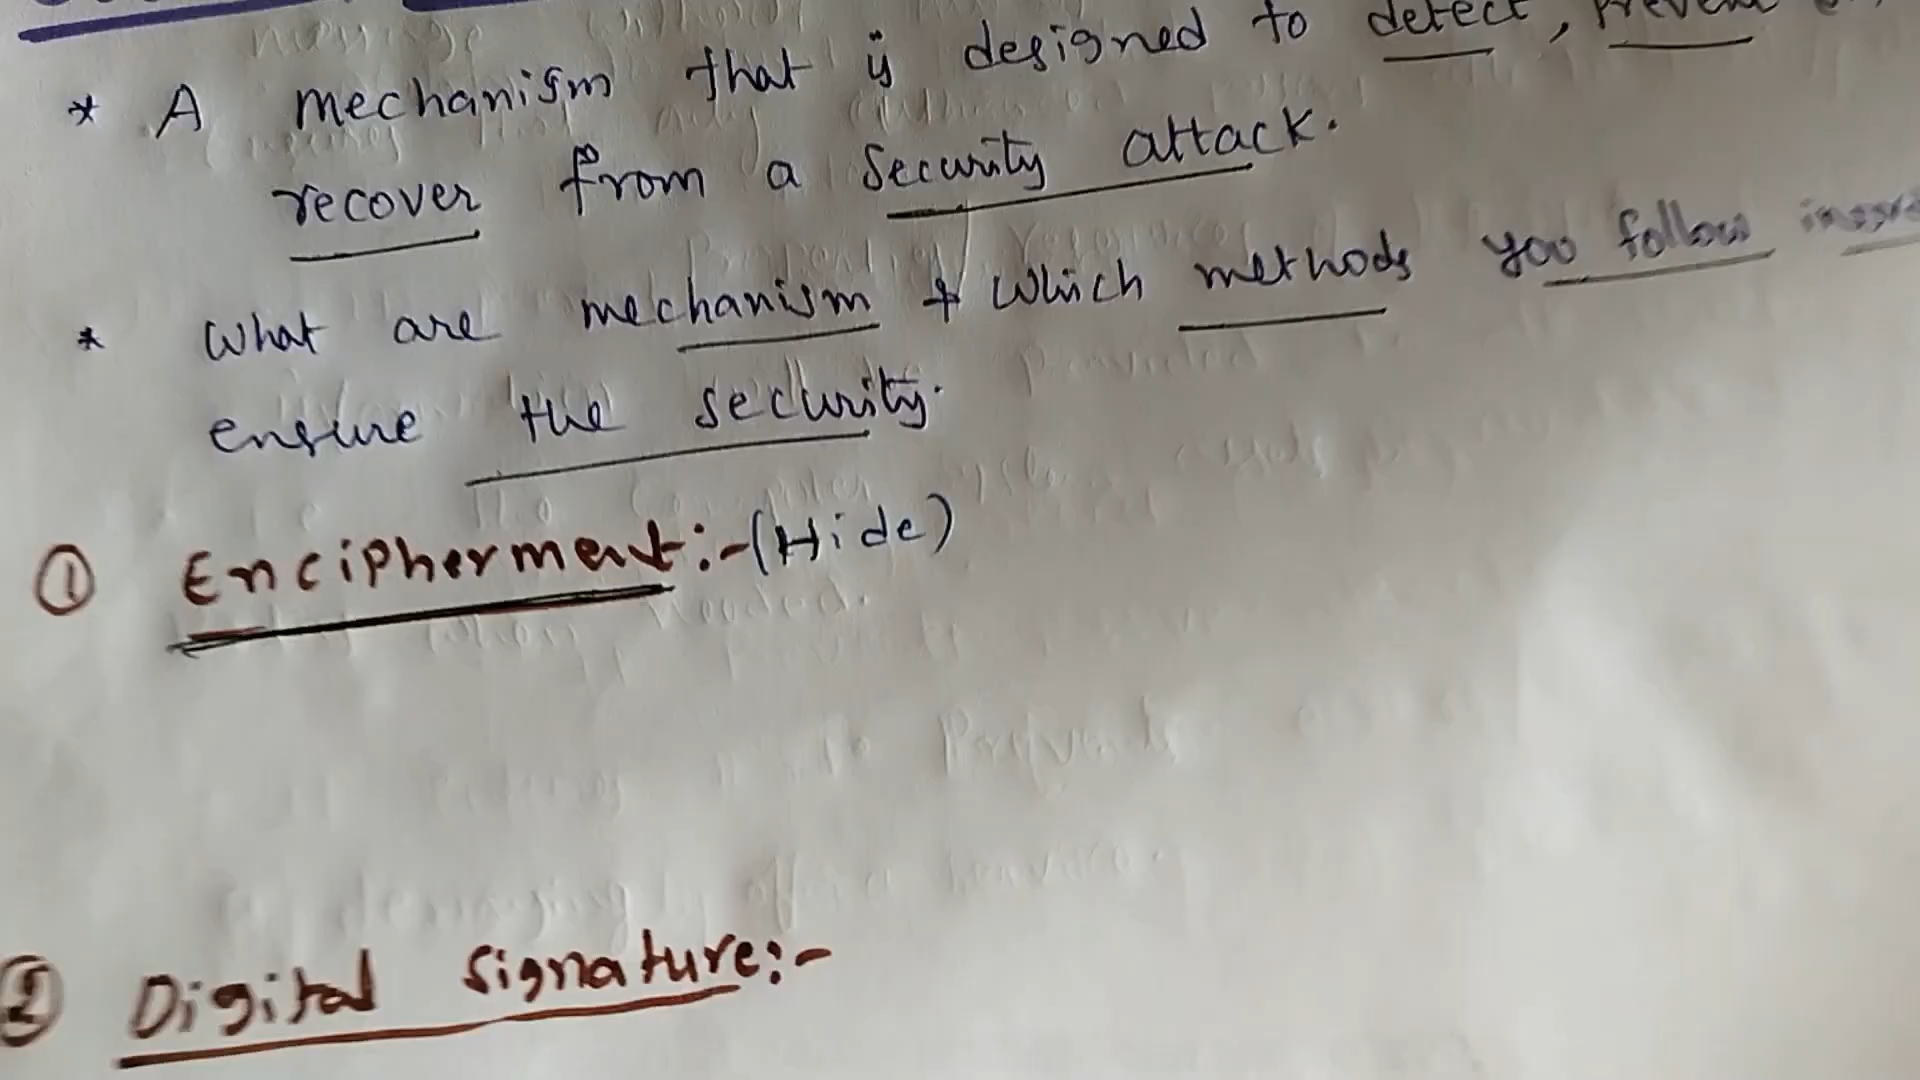 * A mechanism that is designed to detect, prevent
recover from a security attack.
* What are mechanism & which methods you follow
ensure the security.
① Encipherment:-(Hide)
② Digital Signature:-